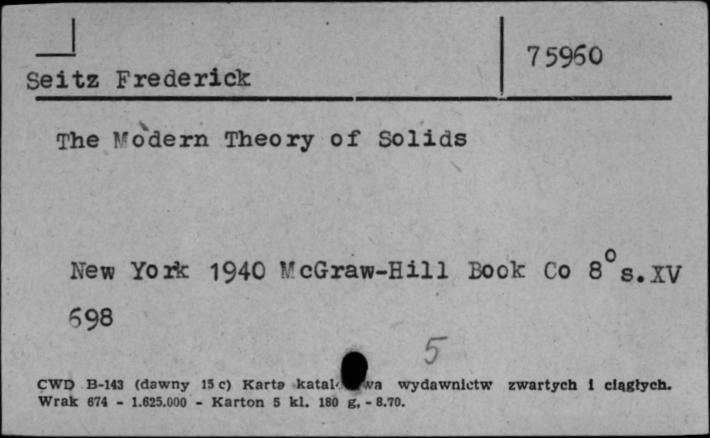 75960
Seitz Frederick
The Modern Theory of Solids
New York 1940 McGraw-Hill Book Co 8° s.XV
698
5
CWD B-143 (dawny 15 c) Karta wydawnictw zwartych i ciągłych.
Wrak 674 - 1.625.000 - Karton 5 kl. 180 g. - 8.70.